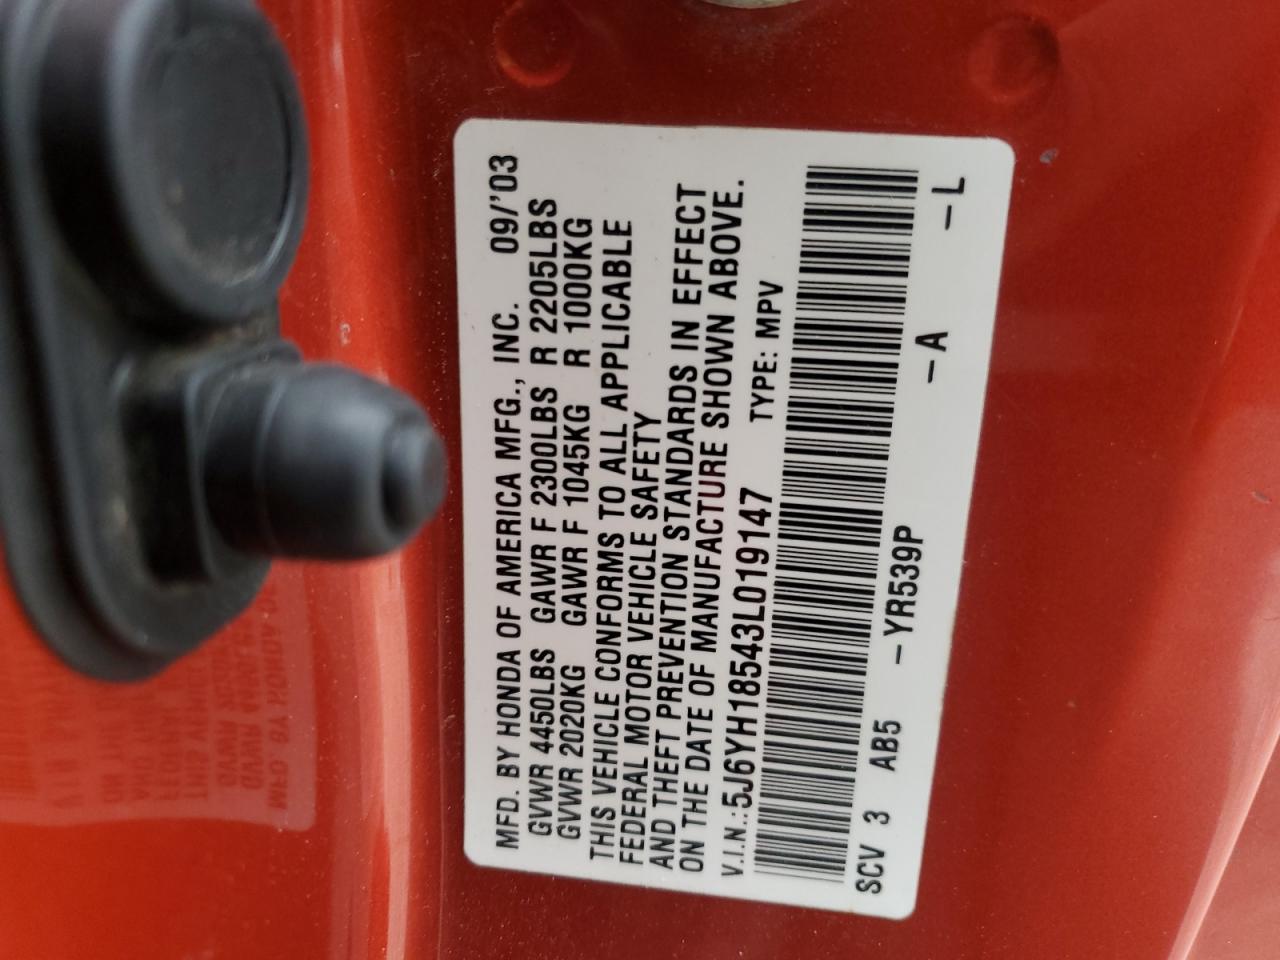 MFD. BY HONDA OF AMERICA MFG., INC. 09/'03
GVWR 4450LBS GAWR F 2300LBS R 2205LBS
GVWR 2020KG GAWR F 1045KG R 1000KG
THIS VEHICLE CONFORMS TO ALL APPLICABLE
FEDERAL MOTOR VEHICLE SAFETY
AND THEFT PREVENTION STANDARDS IN EFFECT
ON THE DATE OF MANUFACTURE SHOWN ABOVE.
V.I.N.:5J6YH18543L019147 TYPE: MPV
SCV 3 AB5 –YR539P –A –L